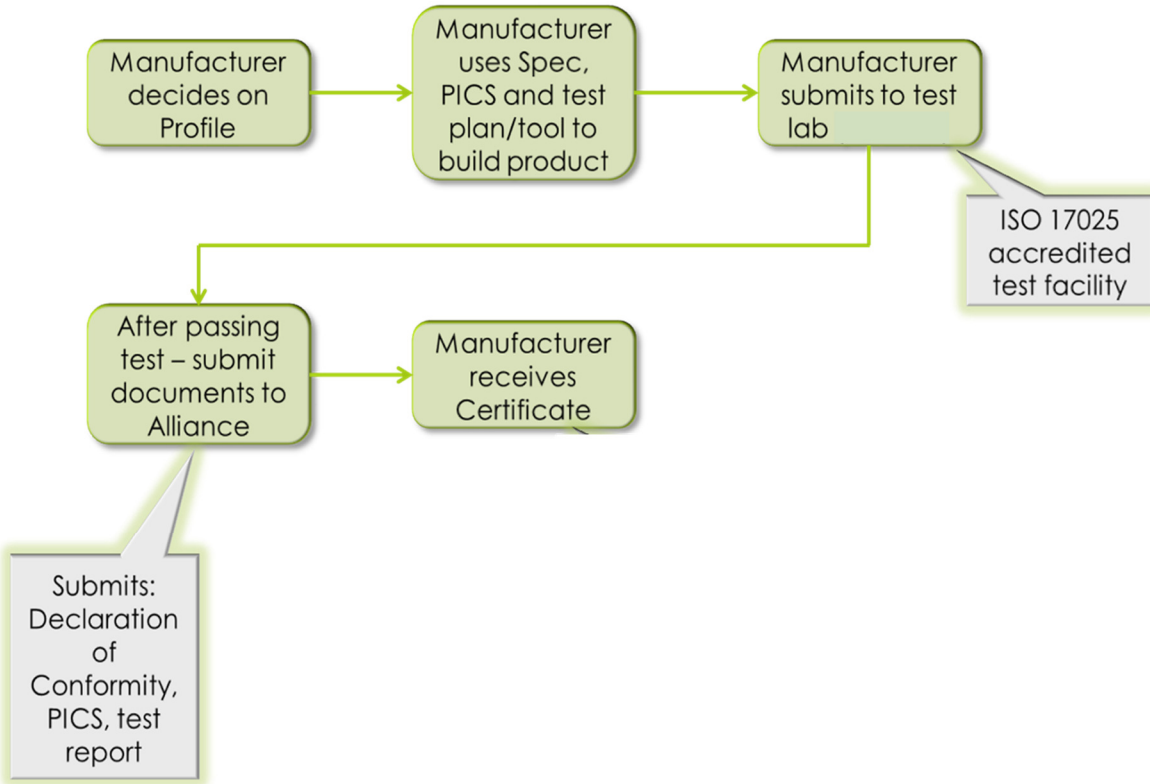 Manufacturer
decides on
Profile
Manufacturer
uses Spec,
PICS and test
plan/tool to
build product
Manufacturer
submits to test
lab
ISO 17025
accredited
test facility
After passing
test – submit
documents to
Alliance
Manufacturer
receives
Certificate
Submits:
Declaration
of
Conformity,
PICS, test
report